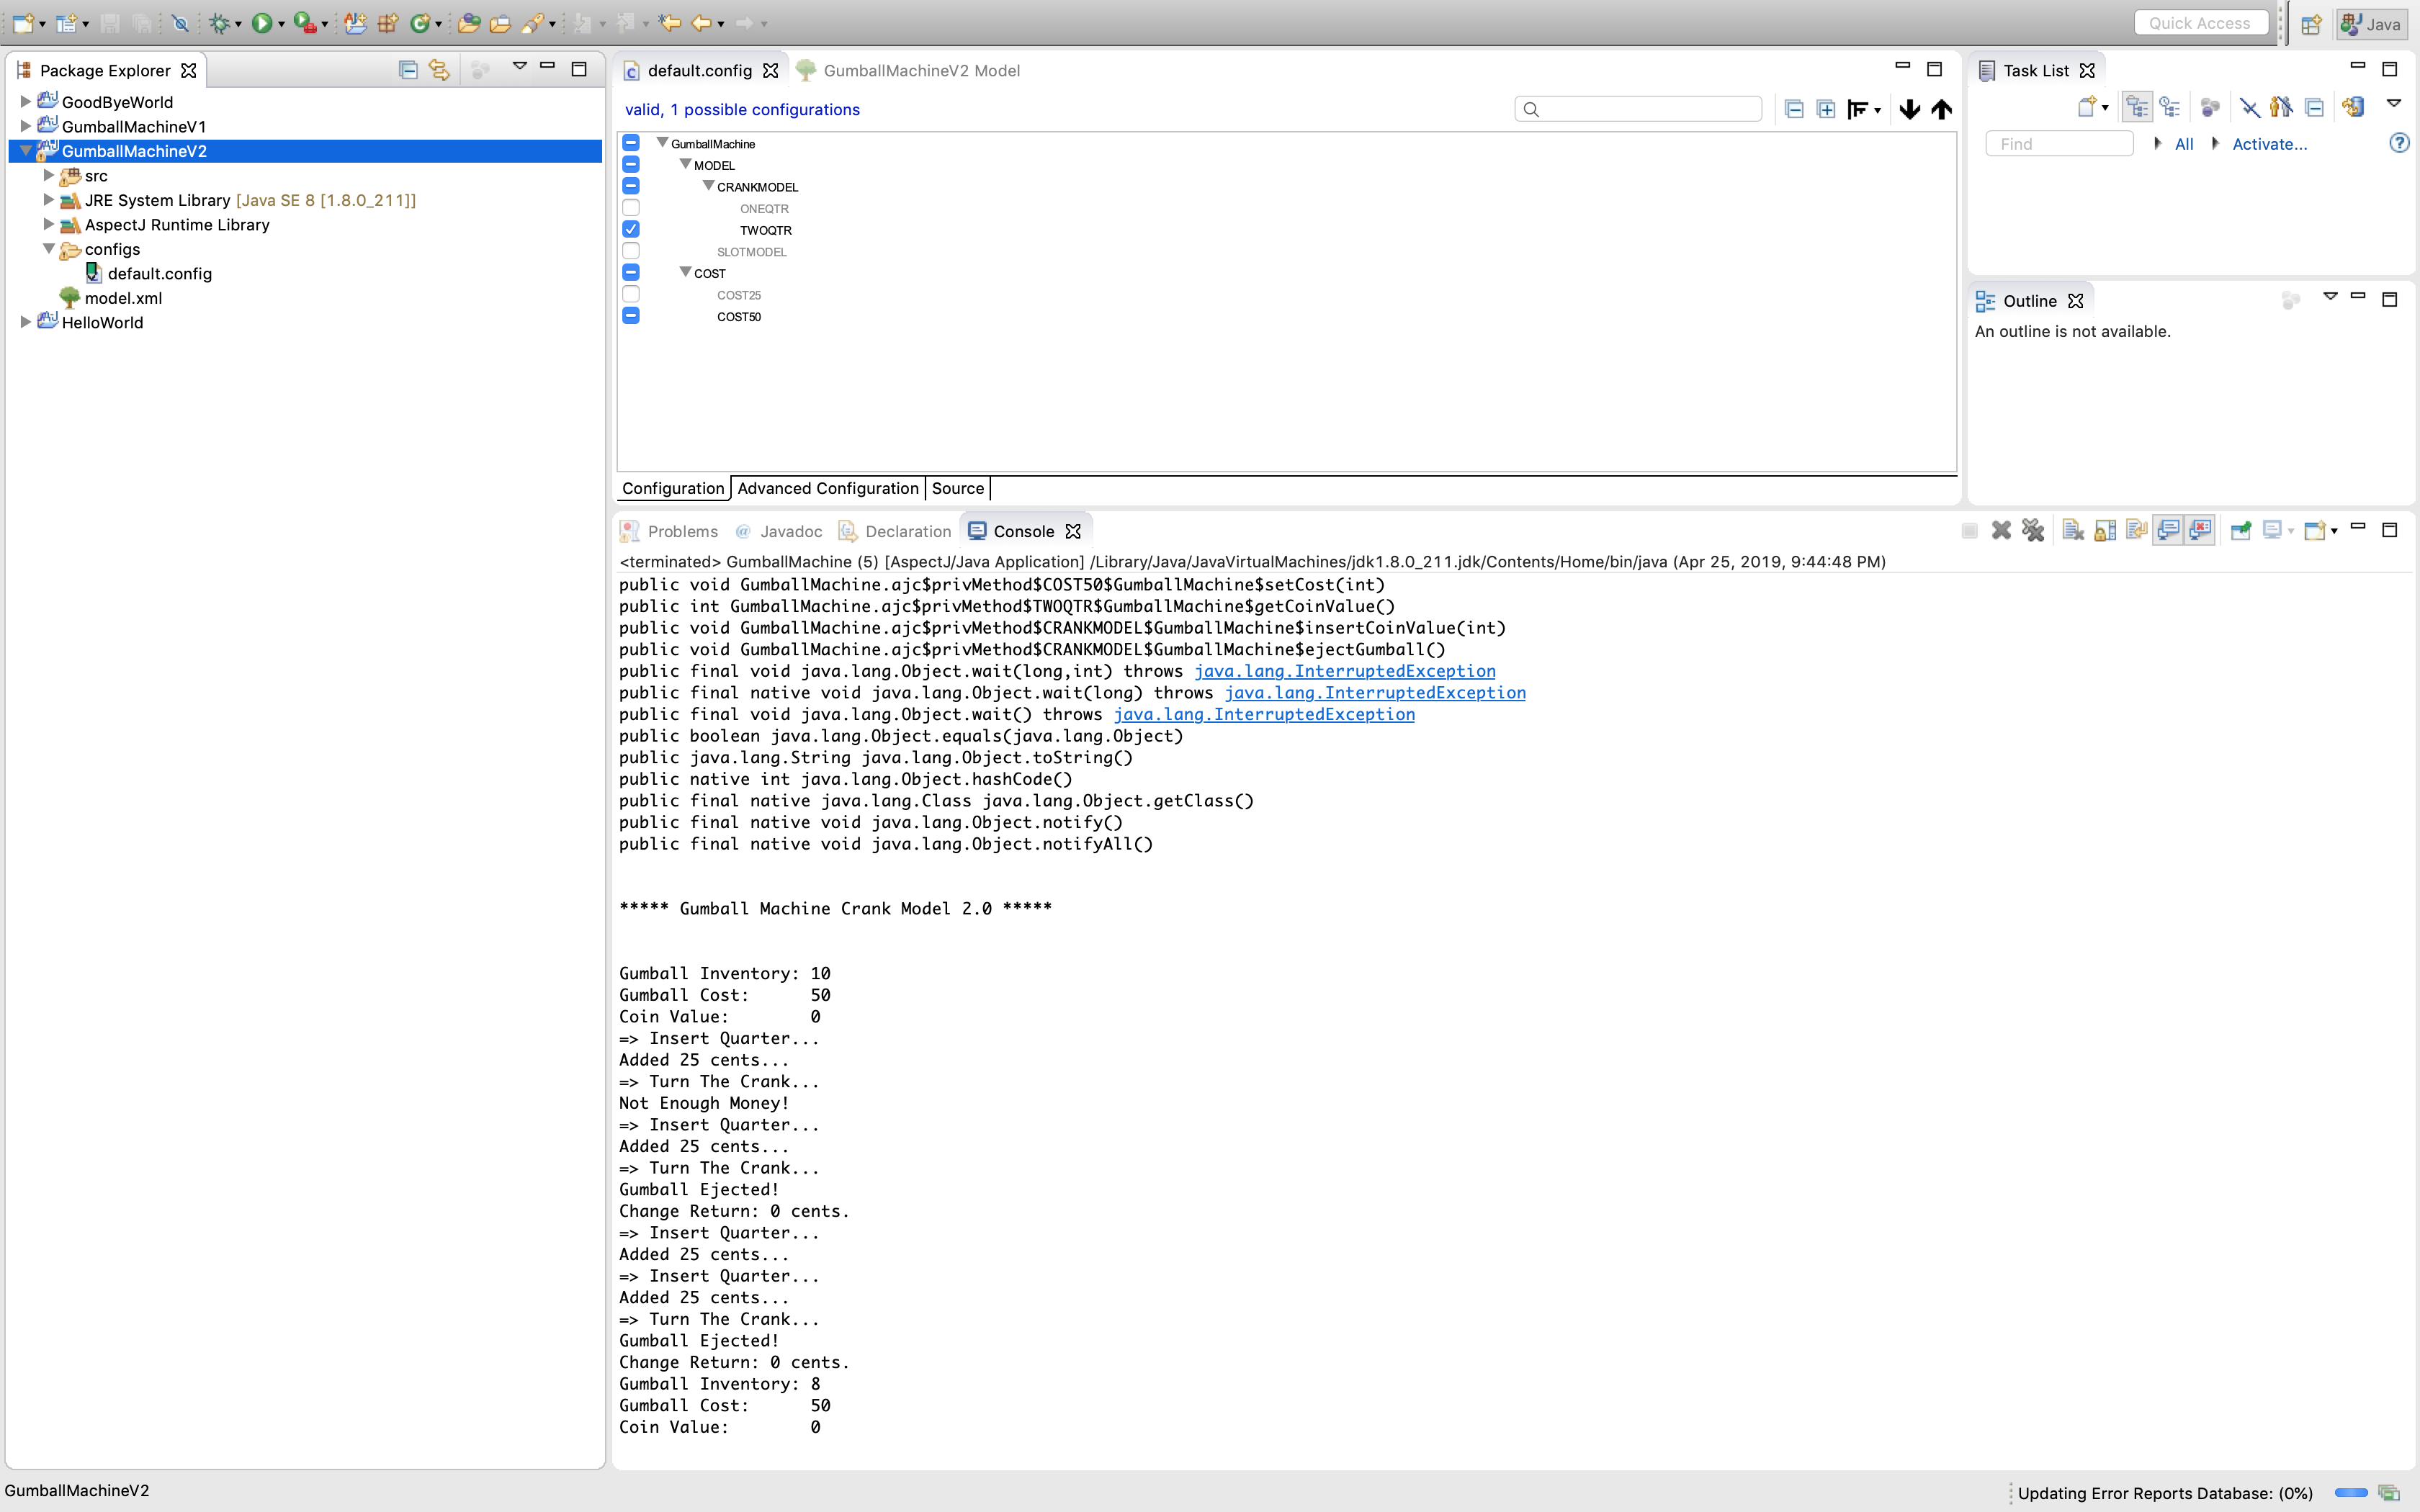 Quick Access
Java
Package Explorer
GoodByeWorld
GumballMachineV1
GumballMachineV2
src
JRE System Library [Java SE 8 [1.8.0_211]]
AspectJ Runtime Library
configs
default.config
model.xml
HelloWorld
default.config
GumballMachineV2 Model
valid, 1 possible configurations
GumballMachine
MODEL
CRANKMODEL
ONEQTR
TWOQTR
SLOTMODEL
COST
COST25
COST50
Configuration
Advanced Configuration
Source
Task List
Find
All
Activate...
Outline
An outline is not available.
Problems
@ Javadoc
Declaration
Console
<terminated> GumballMachine (5) [AspectJ/Java Application] /Library/Java/JavaVirtualMachines/jdk1.8.0_211.jdk/Contents/Home/bin/java (Apr 25, 2019, 9:44:48 PM)
public void GumballMachine.ajc$privMethod$COST50$GumballMachine$setCost(int)
public int GumballMachine.ajc$privMethod$TWOQTR$GumballMachine$getCoinValue()
public void GumballMachine.ajc$privMethod$CRANKMODEL$GumballMachine$insertCoinValue(int)
public void GumballMachine.ajc$privMethod$CRANKMODEL$GumballMachine$ejectGumball()
public final void java.lang.Object.wait(long,int) throws java.lang.InterruptedException
public final native void java.lang.Object.wait(long) throws java.lang.InterruptedException
public final void java.lang.Object.wait() throws java.lang.InterruptedException
public boolean java.lang.Object.equals(java.lang.Object)
public java.lang.String java.lang.Object.toString()
public native int java.lang.Object.hashCode()
public final native java.lang.Class java.lang.Object.getClass()
public final native void java.lang.Object.notify()
public final native void java.lang.Object.notifyAll()
***** Gumball Machine Crank Model 2.0 *****
Gumball Inventory: 10
Gumball Cost: 50
Coin Value: 0
=> Insert Quarter...
Added 25 cents...
=> Turn The Crank...
Not Enough Money!
=> Insert Quarter...
Added 25 cents...
=> Turn The Crank...
Gumball Ejected!
Change Return: 0 cents.
=> Insert Quarter...
Added 25 cents...
=> Insert Quarter...
Added 25 cents...
=> Turn The Crank...
Gumball Ejected!
Change Return: 0 cents.
Gumball Inventory: 8
Gumball Cost: 50
Coin Value: 0
GumballMachineV2
Updating Error Reports Database: (0%)